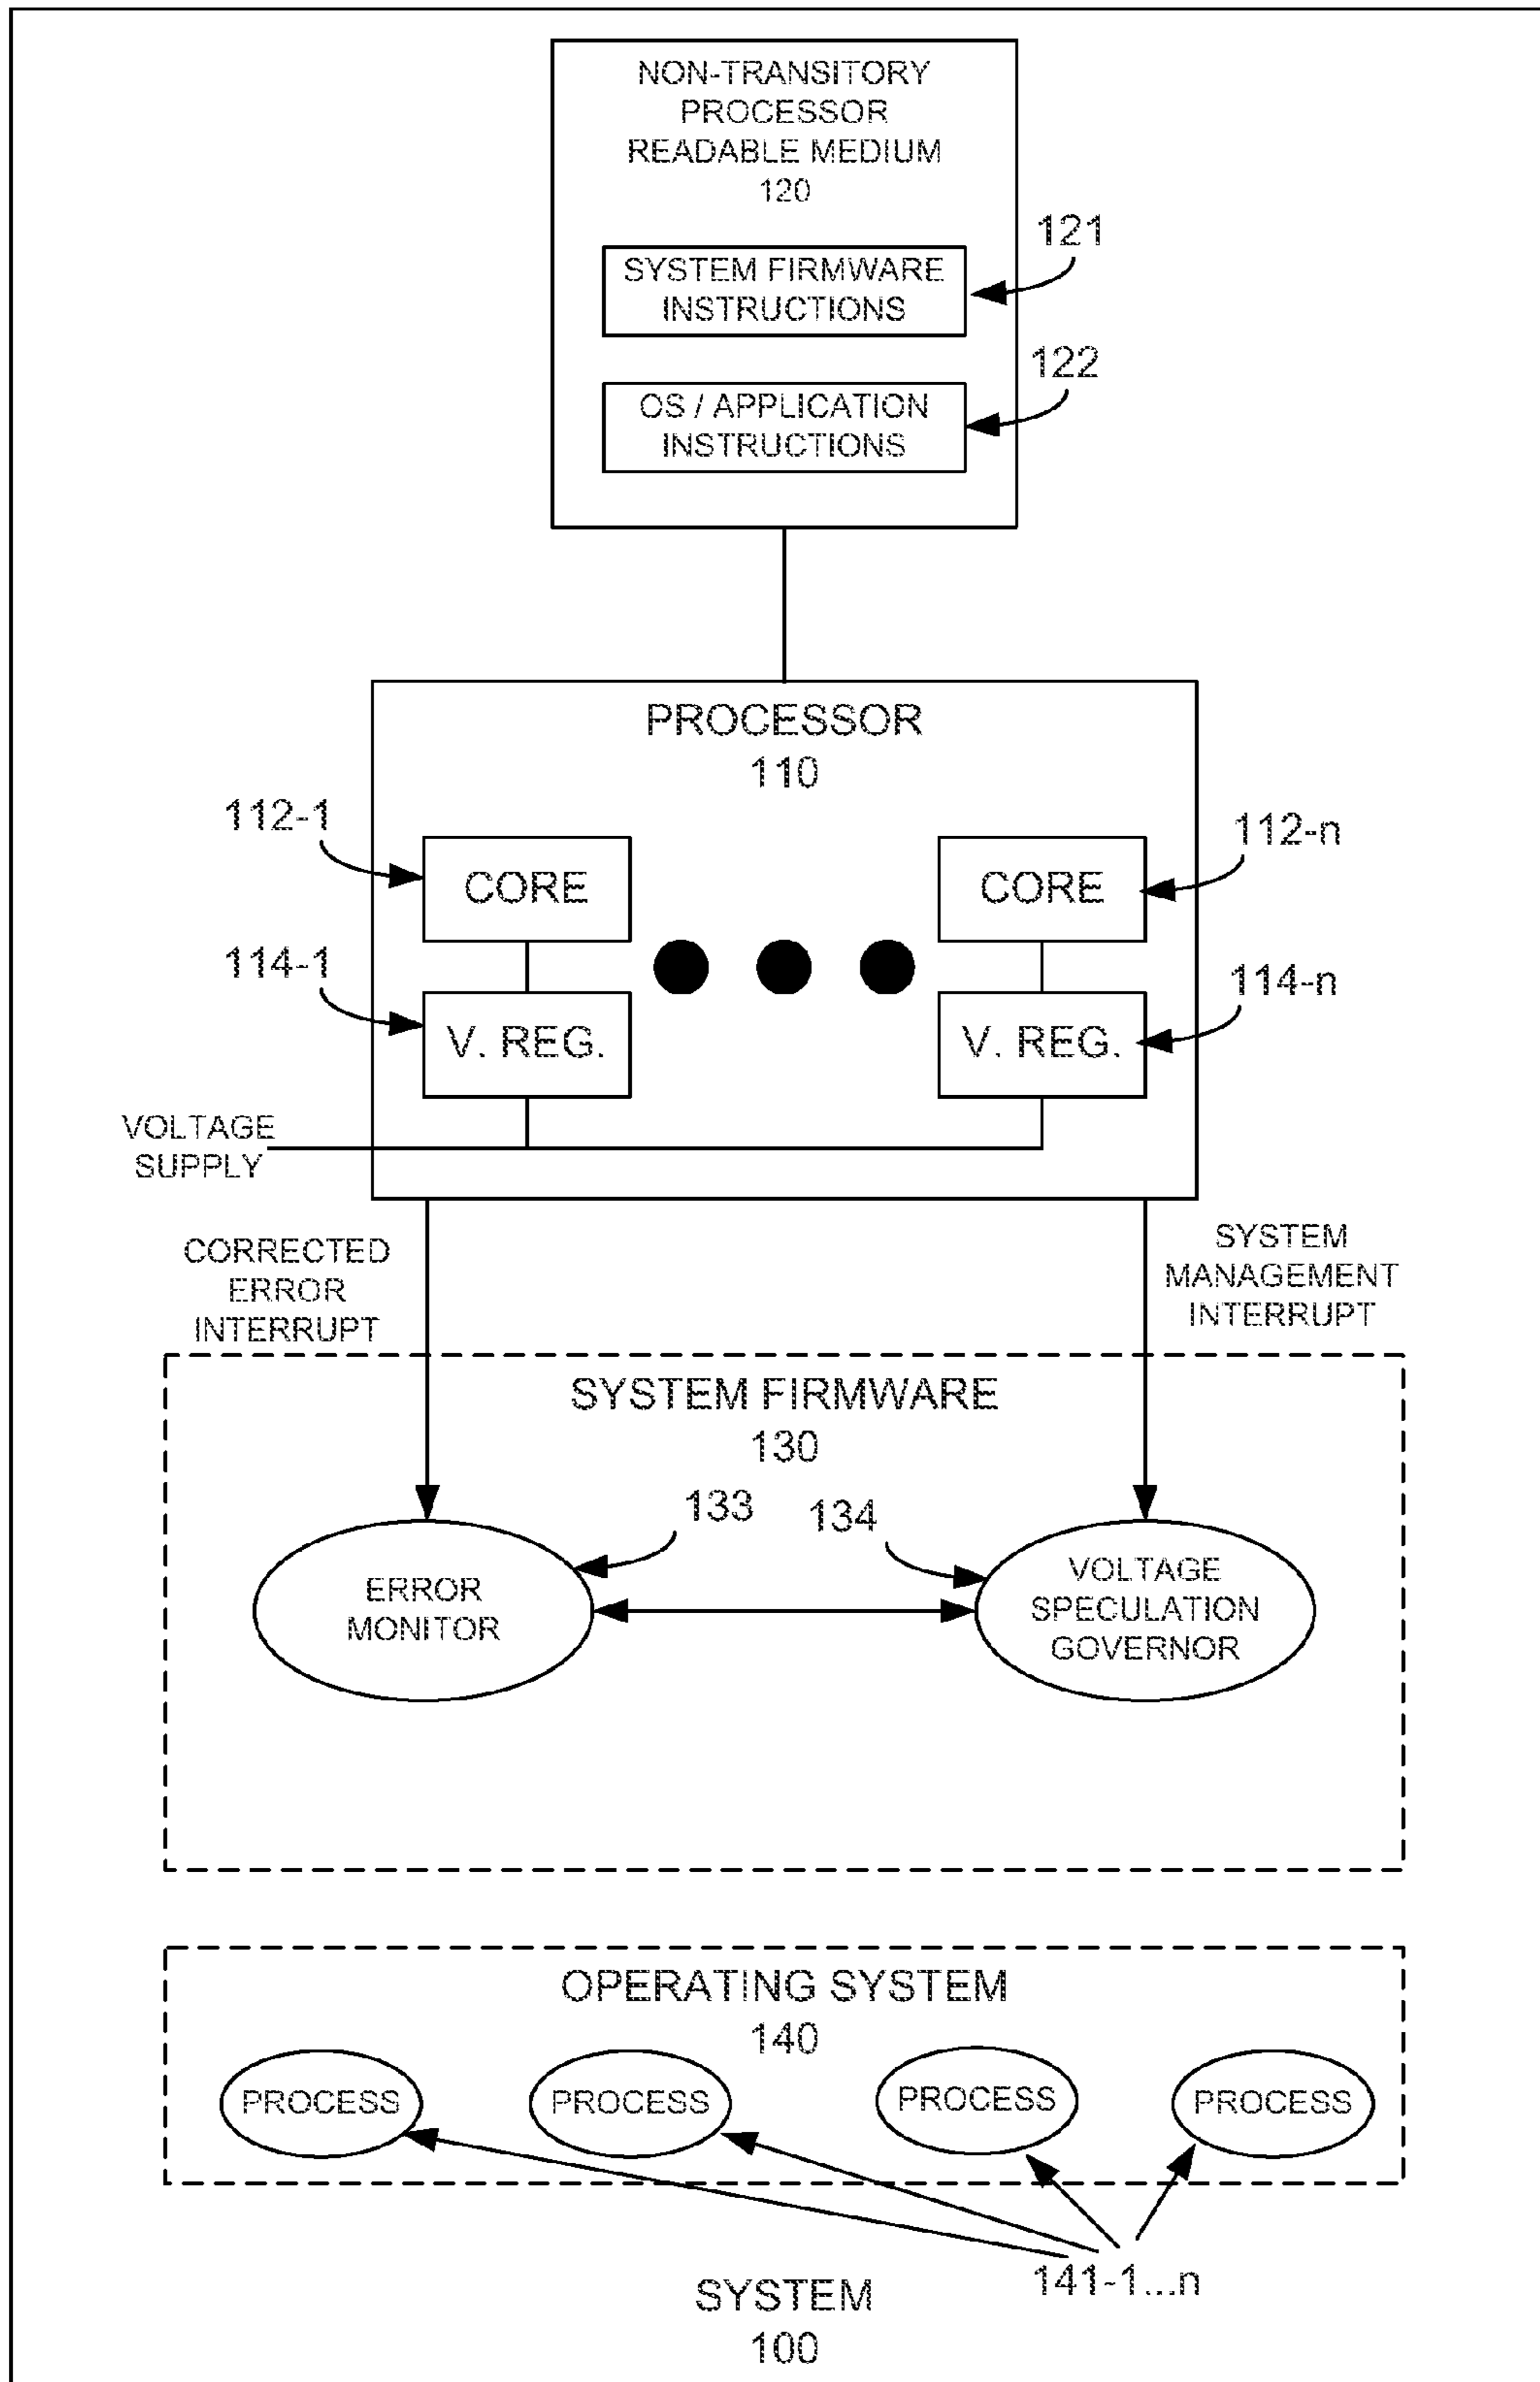 NON-TRANSITORY
PROCESSOR
READABLE MEDIUM
120
121
SYSTEM FIRMWARE
INSTRUCTIONS
122
OS / APPLICATION
INSTRUCTIONS
PROCESSOR
110
112-1
112-n
CORE
CORE
114-1
114-n
V. REG.
V. REG.
VOLTAGE
SUPPLY
CORRECTED
ERROR
INTERRUPT
SYSTEM
MANAGEMENT
INTERRUPT
SYSTEM FIRMWARE
130
133
134
ERROR
MONITOR
VOLTAGE
SPECULATION
GOVERNOR
OPERATING SYSTEM
140
PROCESS
PROCESS
PROCESS
PROCESS
141-1...n
SYSTEM
100